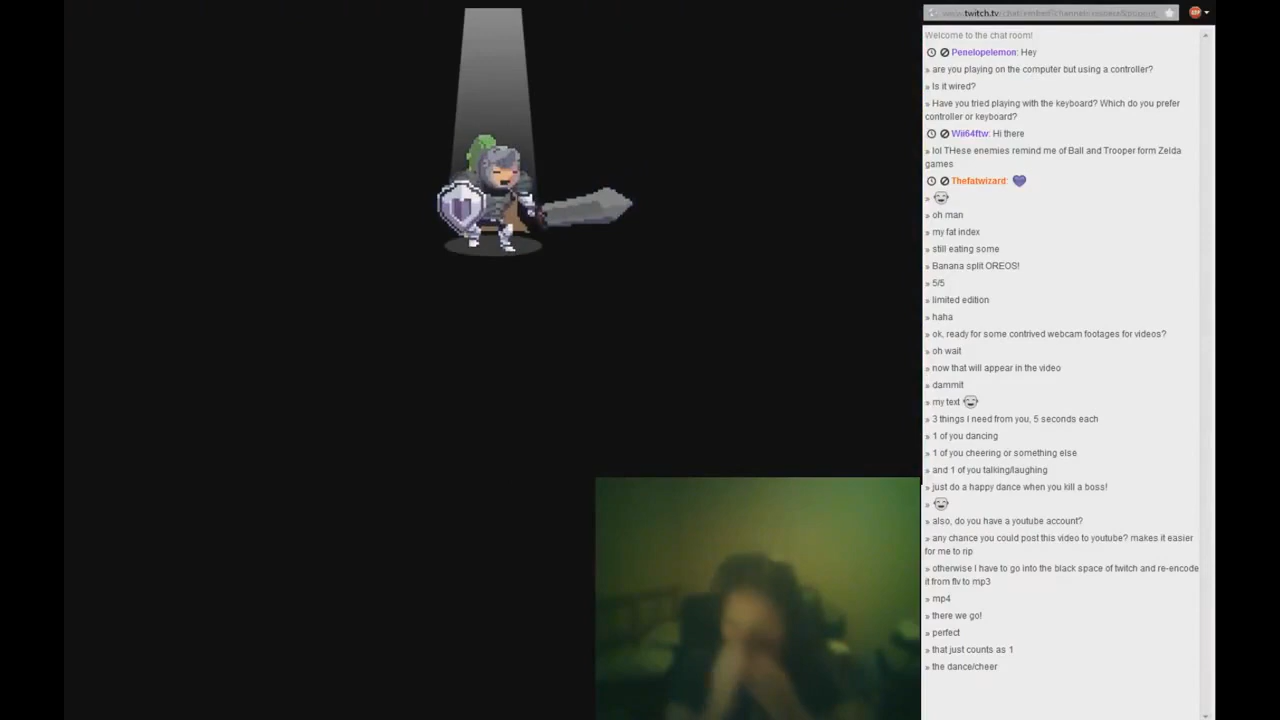 twitch.tv
Welcome to the chat room!
Penelopelemon: Hey
» are you playing on the computer but using a controller?
» Is it wired?
» Have you tried playing with the keyboard? Which do you prefer
controller or keyboard?
Wii64ftw: Hi there
» lol THese enemies remind me of Ball and Trooper form Zelda
games
Thefatwizard:
»
» oh man
» my fat index
» still eating some
» Banana split OREOS!
» 5/5
» limited edition
» haha
» ok, ready for some contrived webcam footages for videos?
» oh wait
» now that will appear in the video
» dammit
» my text
» 3 things I need from you, 5 seconds each
» 1 of you dancing
» 1 of you cheering or something else
» and 1 of you talking/laughing
» just do a happy dance when you kill a boss!
»
» also, do you have a youtube account?
» any chance you could post this video to youtube? makes it easier
for me to rip
» otherwise I have to go into the black space of twitch and re-encode
it from flv to mp3
» mp4
» there we go!
» perfect
» that just counts as 1
» the dance/cheer